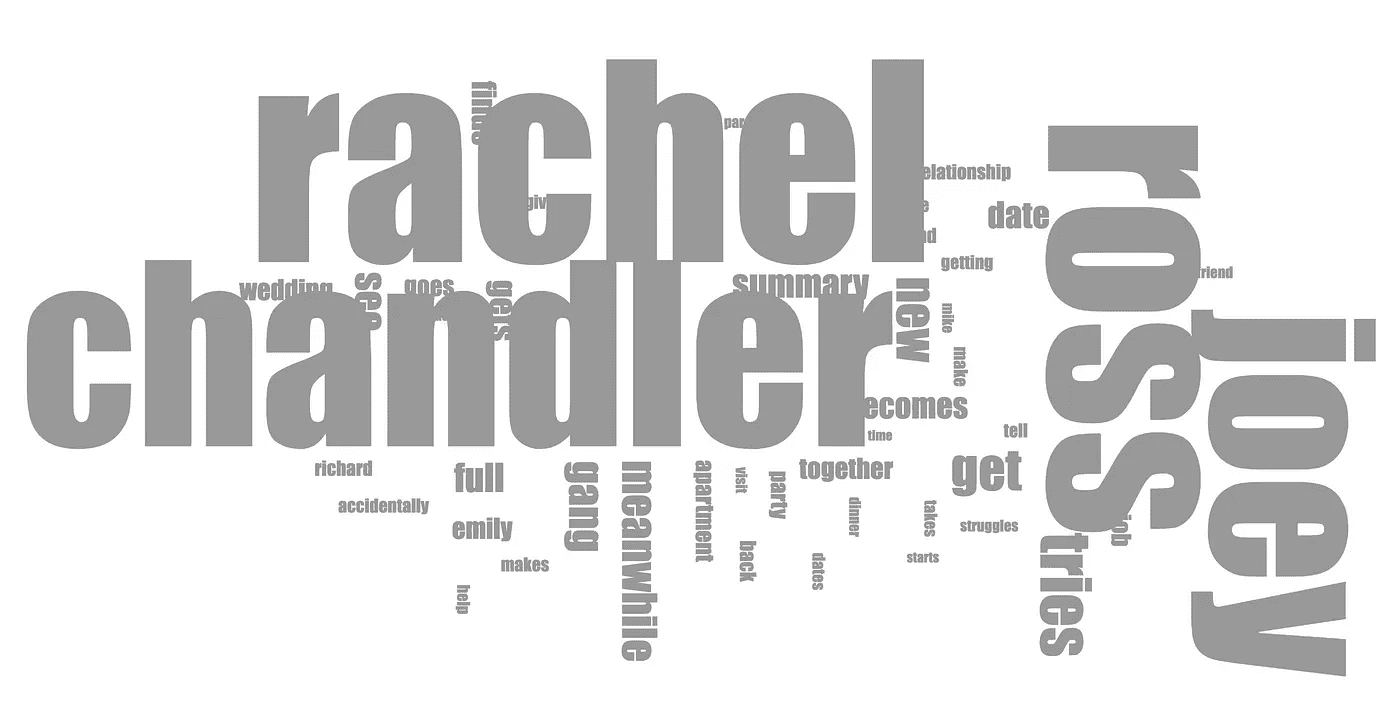 rachel
finds
relationship
date
ross
getting
friend
wedding
see
goes
gets
summary
new
mike
joey
chandler
make
becomes
time
tell
richard
full
gang
meanwhile
apartment
visit
party
together
get
accidentally
emily
dinner
takes
struggles
job
makes
back
dates
starts
tries
help